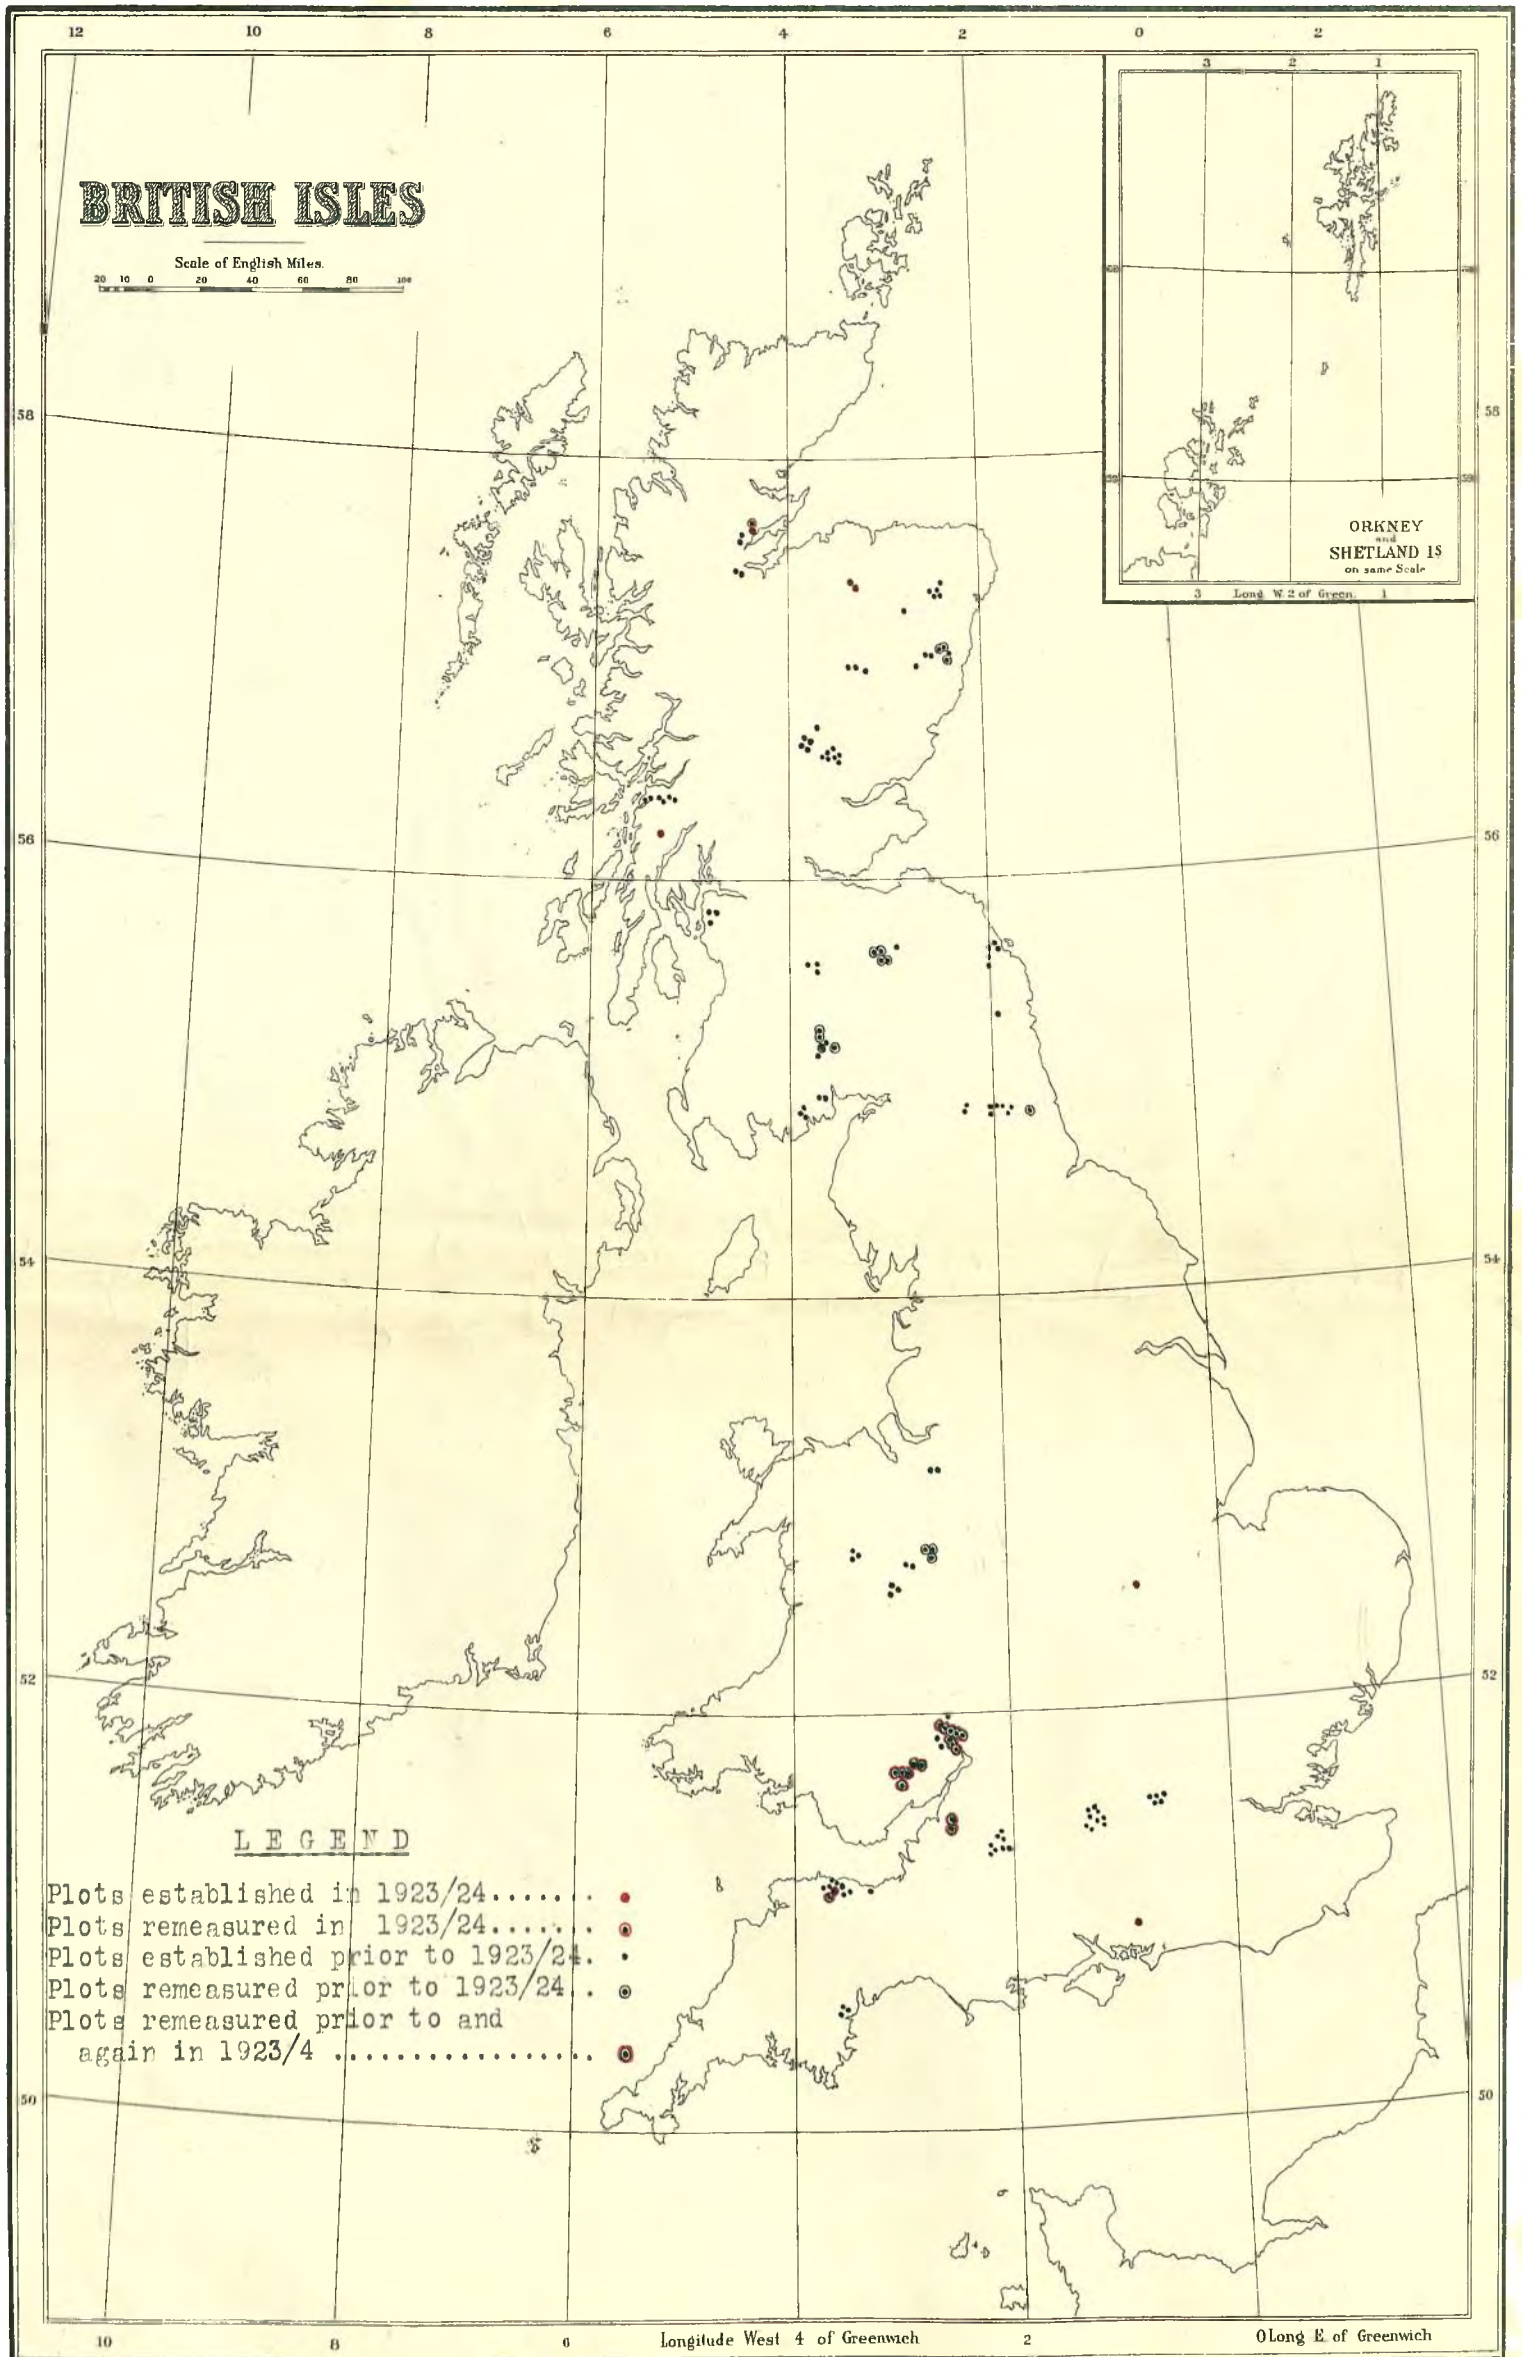 12 10 8 6 4 2 0 2
BRITISH ISLES
Scale of English Miles.
20 10 0 20 40 60 80 100
3 2 1
58 58
59 59
ORKNEY
and
SHETLAND IS
on same Scale
3 Long W. 2 of Green. 1
56 56
54 54
52 52
LEGEND
Plots established in 1923/24.......
Plots remeasured in 1923/24.......
Plots established prior to 1923/24.
Plots remeasured prior to 1923/24..
Plots remeasured prior to and
again in 1923/4 .................
50 50
10 8 6 Longitude West 4 of Greenwich 2 0 Long E of Greenwich